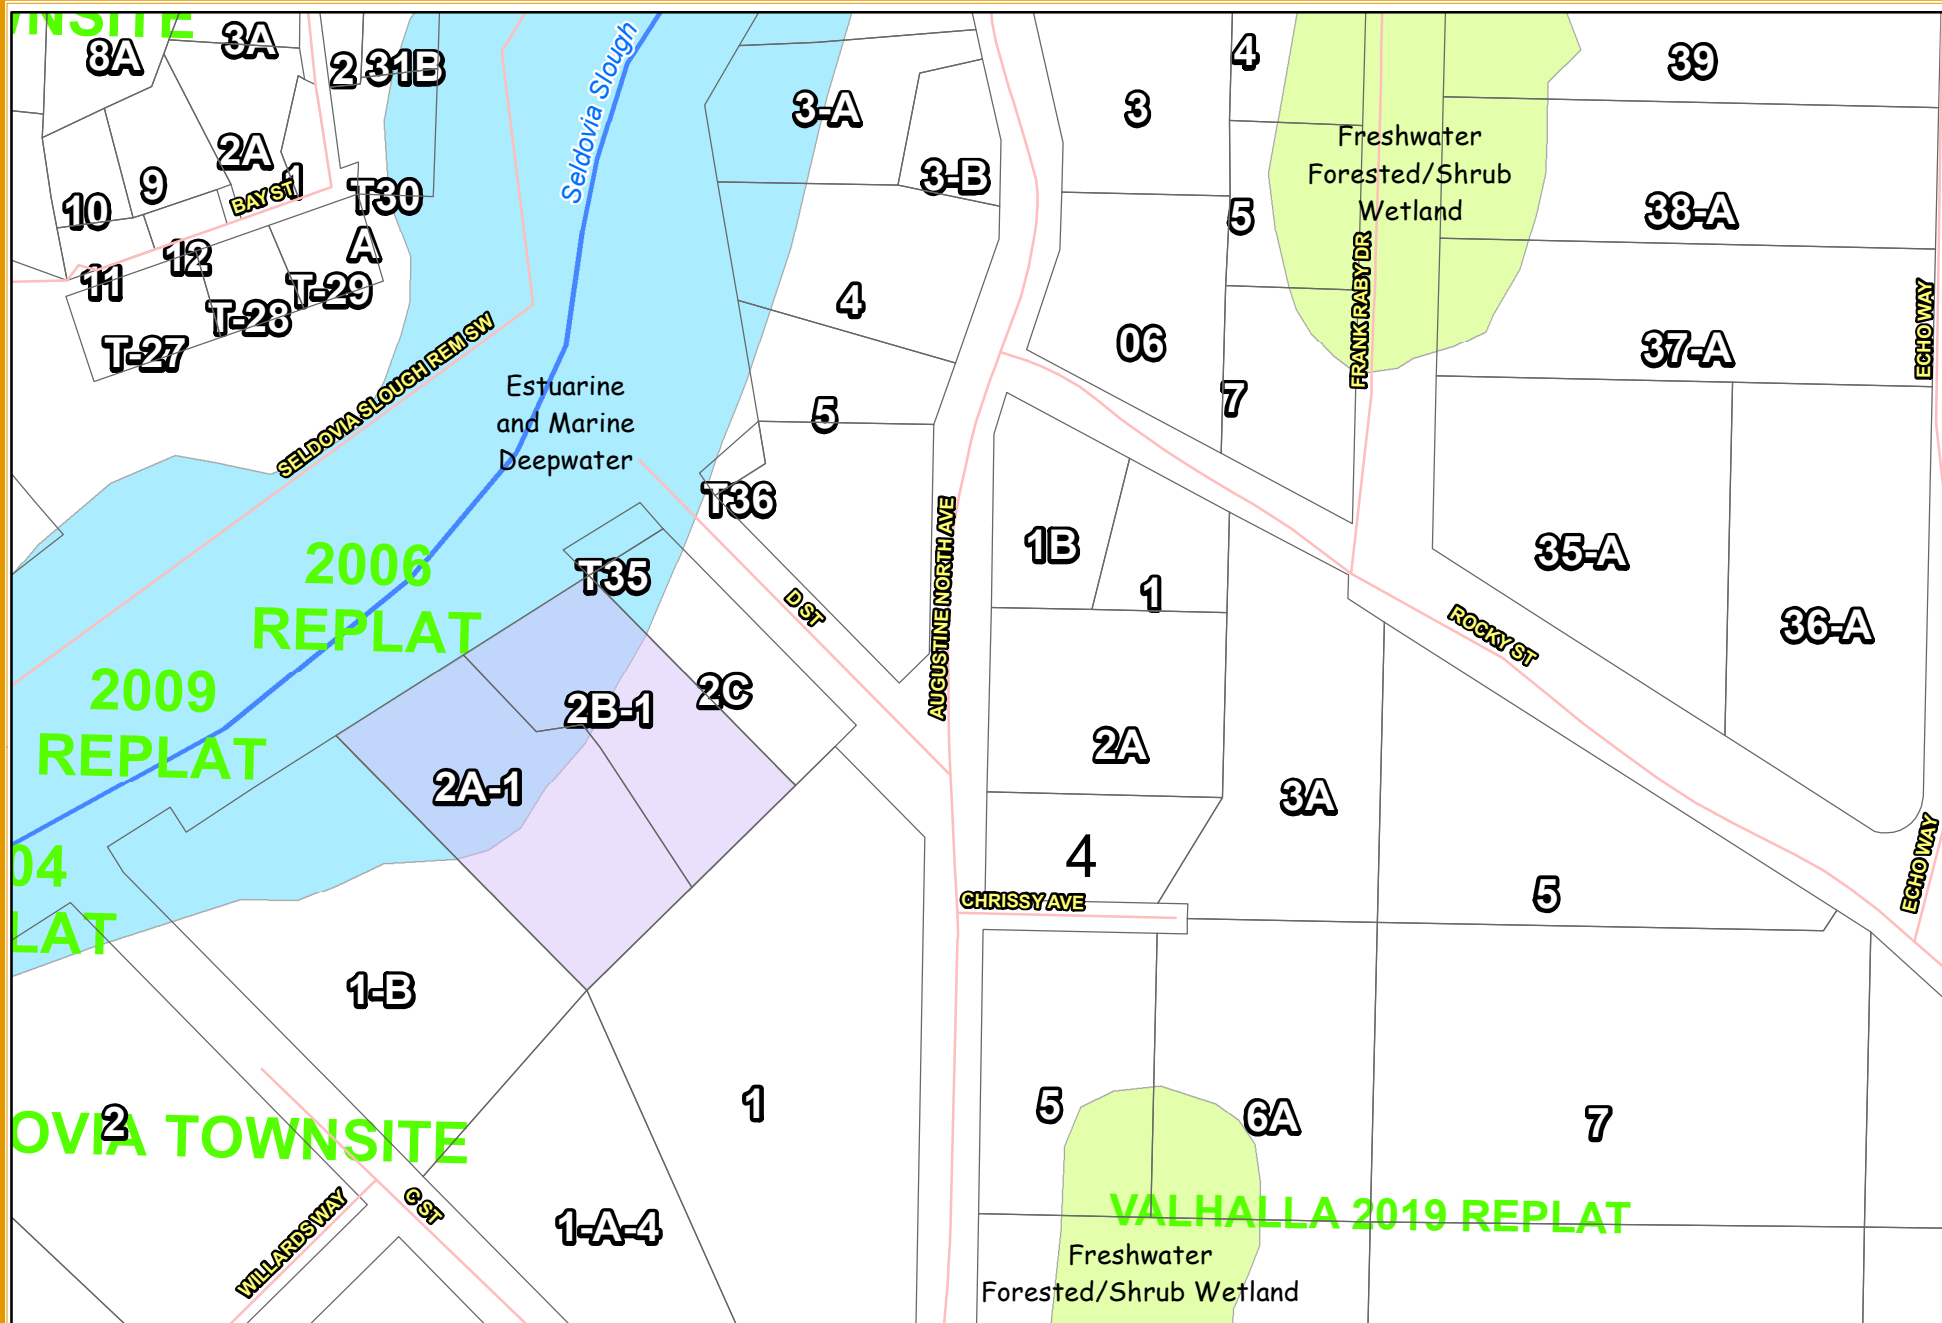 3A
8A
2
31B
4
39
3-A
3
Seldovia Slough
Freshwater
Forested/Shrub
Wetland
2A
3-B
9
1
BAY ST
T30
10
5
38-A
A
12
11
T-29
4
T-28
T-27
06
37-A
ECHO WAY
FRANK RABY DR
SELDOVIA SLOUGH REM SW
Estuarine
and Marine
Deepwater
7
5
T36
1B
35-A
2006
REPLAT
T35
1
D ST
AUGUSTINE NORTH AVE
36-A
ROCKY ST
2009
REPLAT
2B-1
2C
2A
2A-1
3A
4
04
ECHO WAY
5
CHRISSY AVE
1-B
1
5
6A
7
2
TOWNSITE
C ST
WILLARDS WAY
1-A-4
VALHALLA 2019 REPLAT
Freshwater
Forested/Shrub Wetland